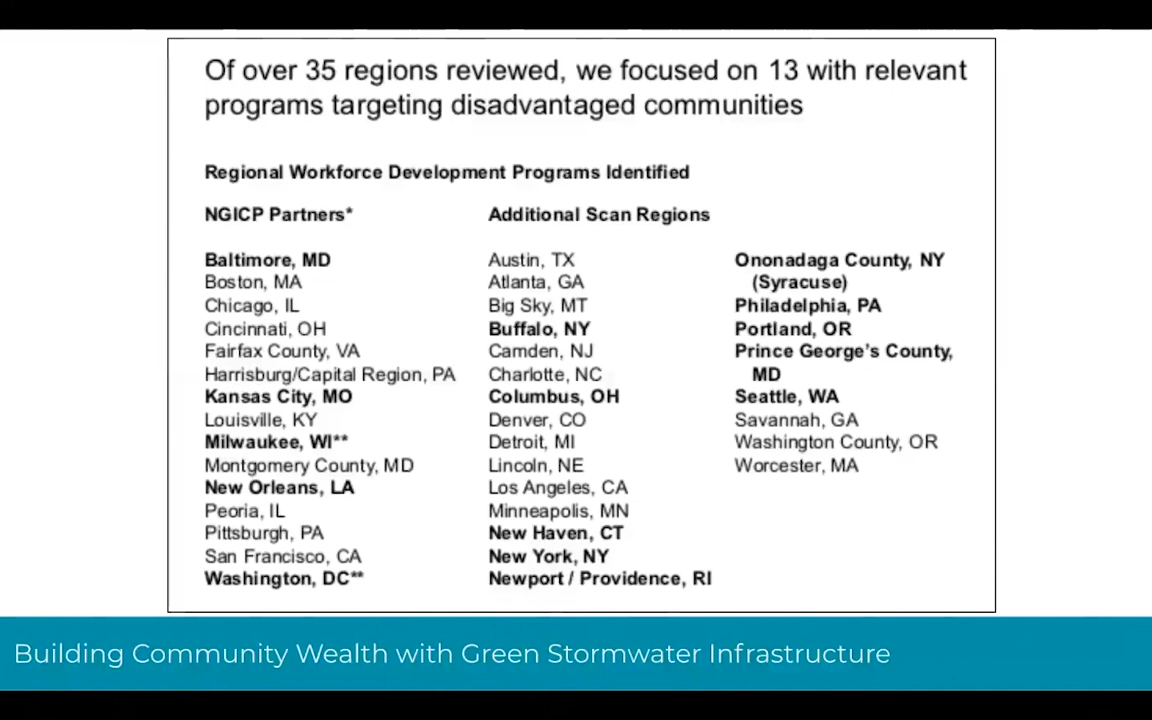 Of over 35 regions reviewed, we focused on 13 with relevant
programs targeting disadvantaged communities
Regional Workforce Development Programs Identified
NGICP Partners*
Baltimore, MD
Boston, MA
Chicago, IL
Cincinnati, OH
Fairfax County, VA
Harrisburg/Capital Region, PA
Kansas City, MO
Louisville, KY
Milwaukee, WI**
Montgomery County, MD
New Orleans, LA
Peoria, IL
Pittsburgh, PA
San Francisco, CA
Washington, DC**
Additional Scan Regions
Austin, TX
Atlanta, GA
Big Sky, MT
Buffalo, NY
Camden, NJ
Charlotte, NC
Columbus, OH
Denver, CO
Detroit, MI
Lincoln, NE
Los Angeles, CA
Minneapolis, MN
New Haven, CT
New York, NY
Newport / Providence, RI
Ononadaga County, NY
(Syracuse)
Philadelphia, PA
Portland, OR
Prince George's County,
MD
Seattle, WA
Savannah, GA
Washington County, OR
Worcester, MA
Building Community Wealth with Green Stormwater Infrastructure